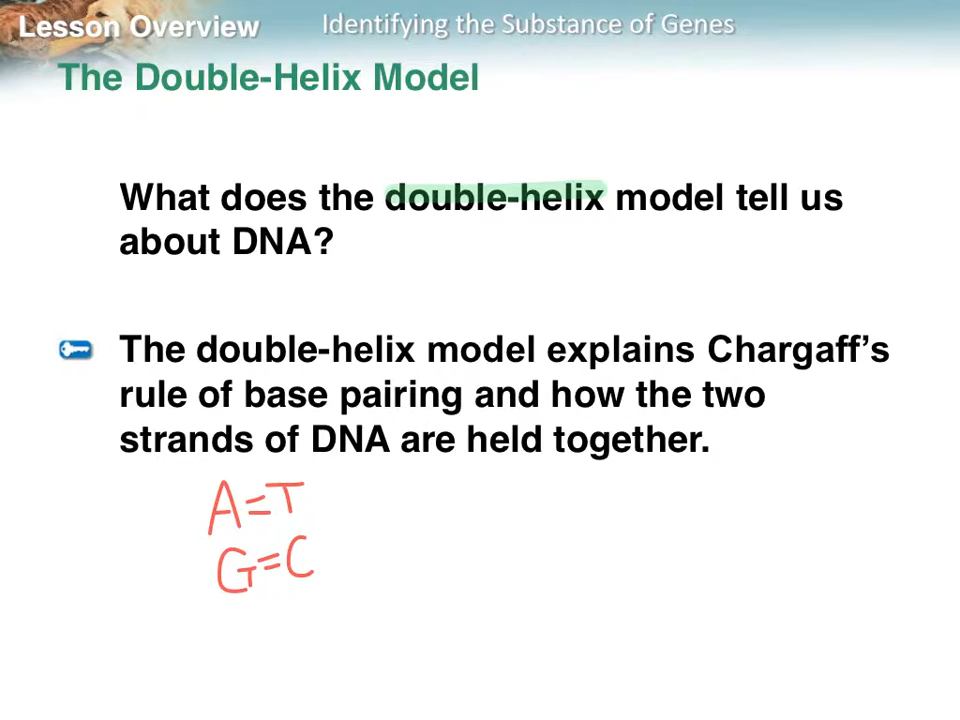 Lesson Overview
Identifying the Substance of Genes
The Double-Helix Model
What does the double-helix model tell us
about DNA?
The double-helix model explains Chargaff’s
rule of base pairing and how the two
strands of DNA are held together.
A=T
G=C